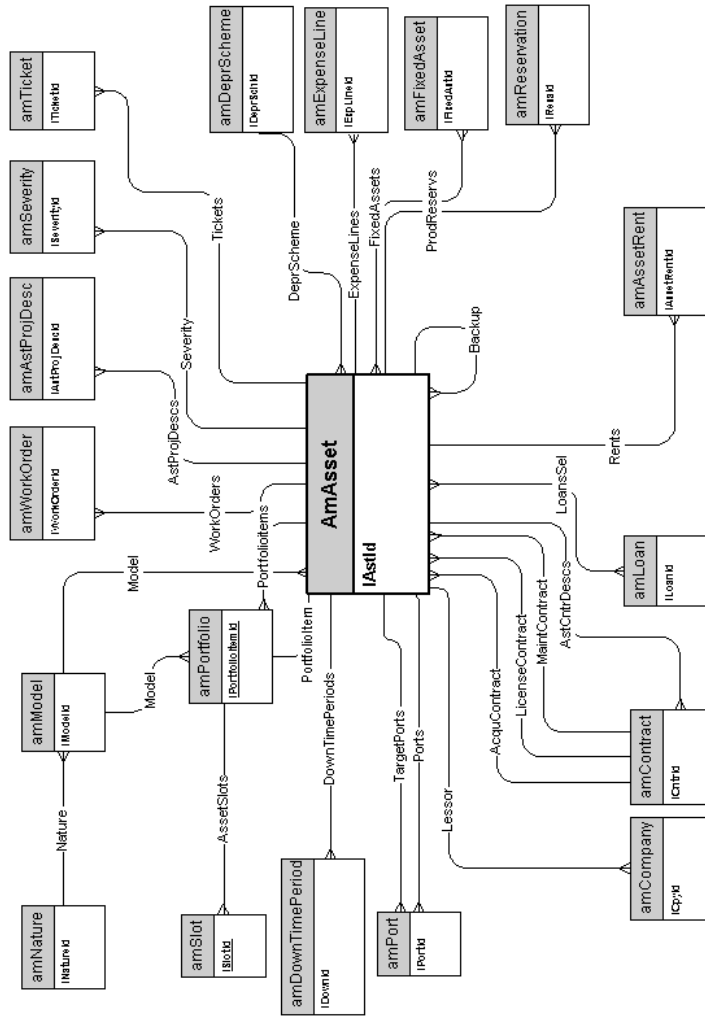 amNature
lNatureId
Nature
amModel
lModelId
Model
Model
amSlot
lSlotId
AssetSlots
amPortfolio
lPortfolioItemId
PortfolioItem
Portfolioitems
amWorkOrder
lWorkOrderId
WorkOrders
amAstProjDesc
lAstProjDescId
AstProjDescs
amSeverity
lSeverityId
Severity
amTicket
lTicketId
Tickets
amDownTimePeriod
lDownId
DownTimePeriods
amPort
lPortId
TargetPorts
Ports
AmAsset
lAstId
DeprScheme
amDeprScheme
lDeprSchId
ExpenseLines
amExpenseLine
lExpLineId
FixedAssets
amFixedAsset
lFixedAstId
ProdReservs
amReservation
lResId
Backup
Lessor
amCompany
lCpyId
AcquContract
LicenseContract
MaintContract
AstCntrDescs
amContract
lCntrId
LoansSel
amLoan
lLoanId
Rents
amAssetRent
lAssetRentId